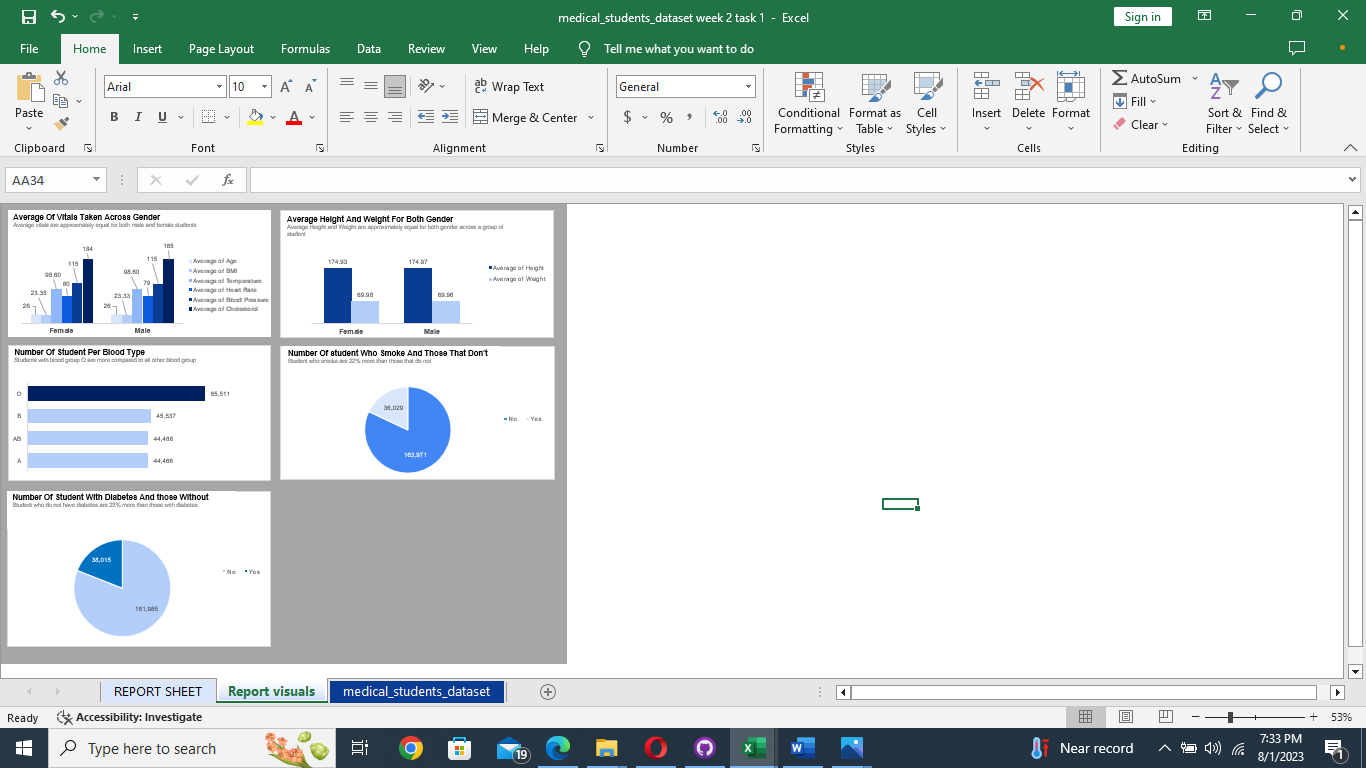 medical_students_dataset week 2 task 1 - Excel
Sign in
File Home Insert Page Layout Formulas Data Review View Help Tell me what you want to do
Paste
Clipboard
Arial 10
B I U
Font
Wrap Text
Merge & Center
Alignment
General
$ % ,
Number
Conditional Formatting
Format as Table
Cell Styles
Styles
Insert Delete Format
Cells
AutoSum
Fill
Clear
Sort & Filter
Find & Select
Editing
AA34
fx
Average Of Vitals Taken Across Gender
Average vitals are approximately equal for both male and female students
26 23.35 98.60 80 115 184
26 23.33 98.60 79 115 185
Female Male
Average of Age
Average of BMI
Average of Temperature
Average of Heart Rate
Average of Blood Pressure
Average of Cholesterol
Average Height And Weight For Both Gender
Average Height and Weight are approximately equal for both gender across a group of
student
174.93 69.98 174.97 69.96
Female Male
Average of Height
Average of Weight
Number Of Student Per Blood Type
Students with blood group O are more compared to all other blood group
O 65,511
B 45,537
AB 44,486
A 44,466
Number Of student Who Smoke And Those That Don't
Student who smoke are 22% more than those that do not
36,029
163,971
No Yes
Number Of Student With Diabetes And those Without
Student who do not have diabetes are 23% more than those with diabetes
38,015
161,985
No Yes
REPORT SHEET Report visuals medical_students_dataset
Ready Accessibility: Investigate 53%
Type here to search
19
Near record
7:33 PM
8/1/2023
1